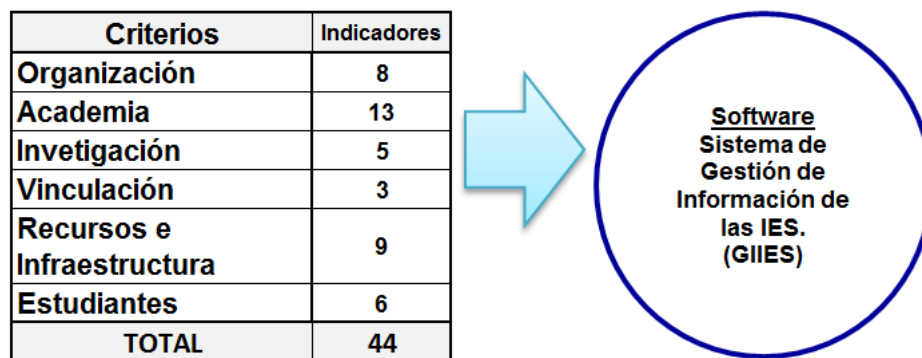 Criterios Indicadores
Organización 8
Academia 13
Invetigación 5
Vinculación 3
Recursos e
Infraestructura 9
Estudiantes 6
TOTAL 44
Software
Sistema de
Gestión de
Información de
las IES.
(GIIES)